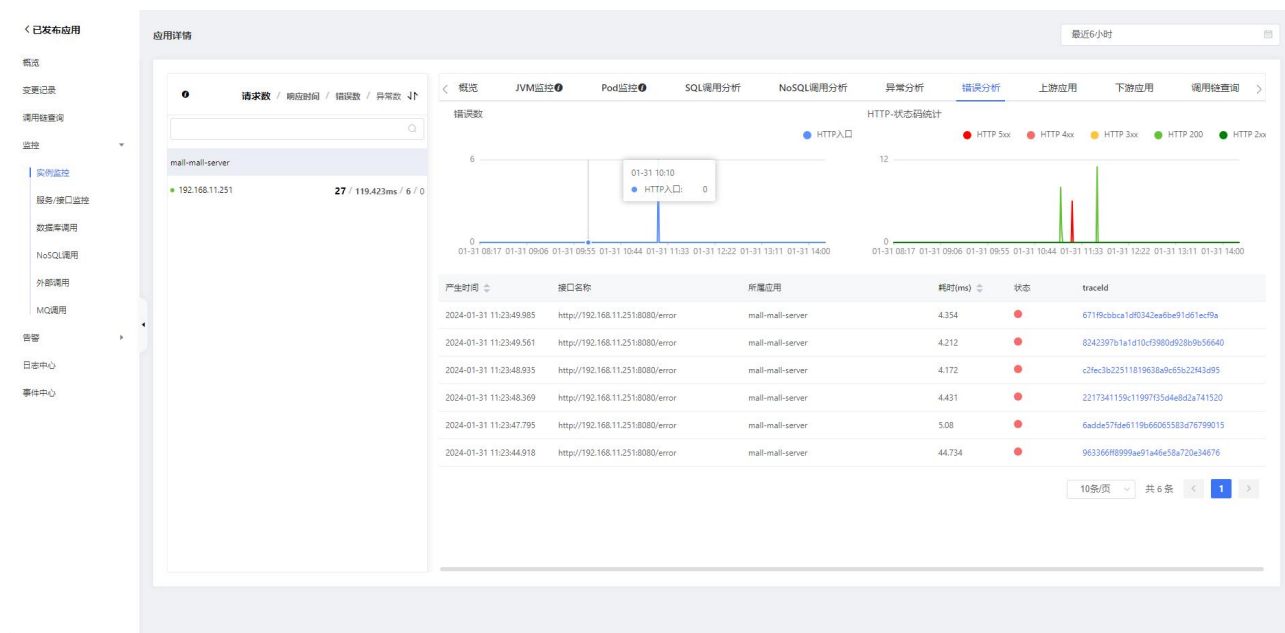 已发布应用
应用详情
最近6小时
概览
变更记录
调用链查询
监控
实例监控
服务/接口监控
数据库调用
NoSQL调用
外部调用
MQ调用
告警
日志中心
事件中心
请求数 / 响应时间 / 错误数 / 异常数
mall-mall-server
192.168.11.251 27 / 119.423ms / 6 / 0
概览 JVM监控 Pod监控 SQL调用分析 NoSQL调用分析 异常分析 错误分析 上游应用 下游应用 调用链查询
错误数
HTTP入口
6
01-31 10:10
HTTP入口: 0
0
01-31 08:17 01-31 09:06 01-31 09:55 01-31 10:44 01-31 11:33 01-31 12:22 01-31 13:11 01-31 14:00
HTTP-状态码统计
HTTP 5xx HTTP 4xx HTTP 3xx HTTP 200 HTTP 2xx
12
0
01-31 08:17 01-31 09:06 01-31 09:55 01-31 10:44 01-31 11:33 01-31 12:22 01-31 13:11 01-31 14:00
产生时间 接口名称 所属应用 耗时(ms) 状态 traceId
2024-01-31 11:23:49.985 http://192.168.11.251:8080/error mall-mall-server 4.354 671f9cbbca1df0342ea6be91d61ecf9a
2024-01-31 11:23:49.561 http://192.168.11.251:8080/error mall-mall-server 4.212 8242397b1a1d10cf3980d928b9b56640
2024-01-31 11:23:48.935 http://192.168.11.251:8080/error mall-mall-server 4.172 c2fec3b22511819638a9c65b22f43d95
2024-01-31 11:23:48.369 http://192.168.11.251:8080/error mall-mall-server 4.431 2217341159c11997f35d4e8d2a741520
2024-01-31 11:23:47.795 http://192.168.11.251:8080/error mall-mall-server 5.08 6adde57fde6119b66065583d76799015
2024-01-31 11:23:44.918 http://192.168.11.251:8080/error mall-mall-server 44.734 963366ff8999ae91a46e58a720e34676
10条/页 共 6 条 1